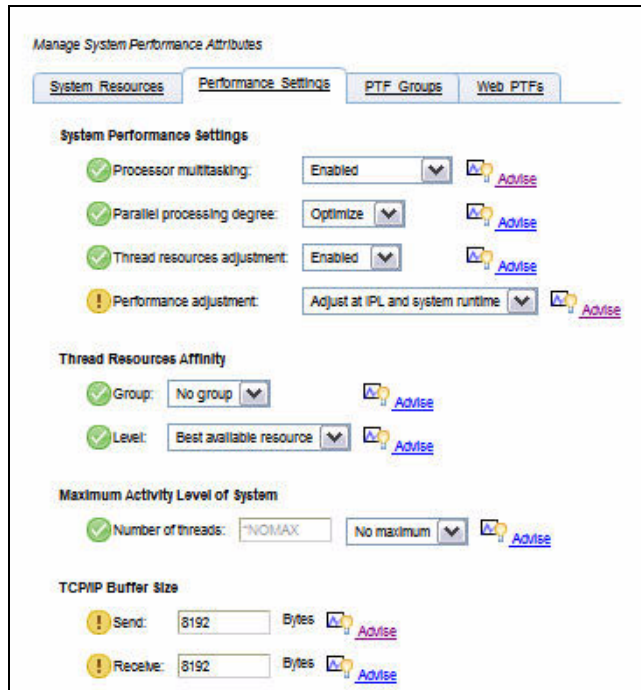 Manage System Performance Attributes
System Resources Performance Settings PTF Groups Web PTFs
System Performance Settings
Processor multitasking: Enabled Advise
Parallel processing degree: Optimize Advise
Thread resources adjustment: Enabled Advise
Performance adjustment: Adjust at IPL and system runtime Advise
Thread Resources Affinity
Group: No group Advise
Level: Best available resource Advise
Maximum Activity Level of System
Number of threads: *NOMAX No maximum Advise
TCP/IP Buffer Size
Send: 8192 Bytes Advise
Receive: 8192 Bytes Advise